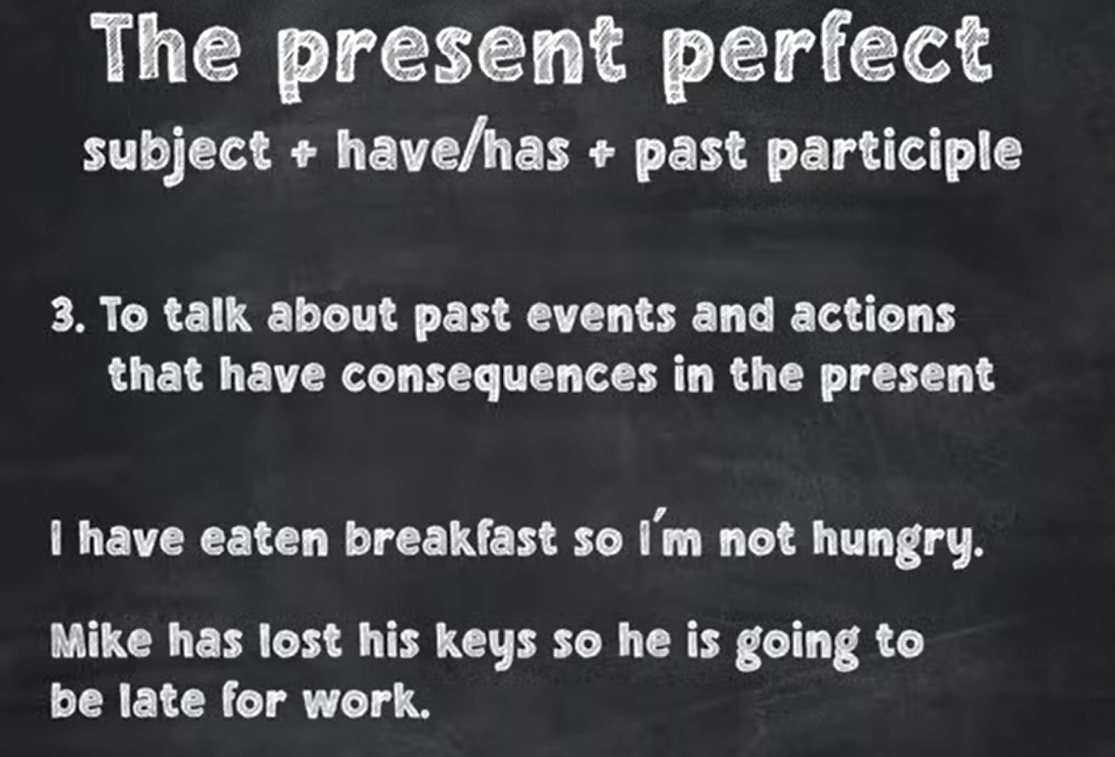 The present perfect
subject + have/has + past participle
3. To talk about past events and actions
that have consequences in the present
I have eaten breakfast so I´m not hungry.
Mike has lost his keys so he is going to
be late for work.